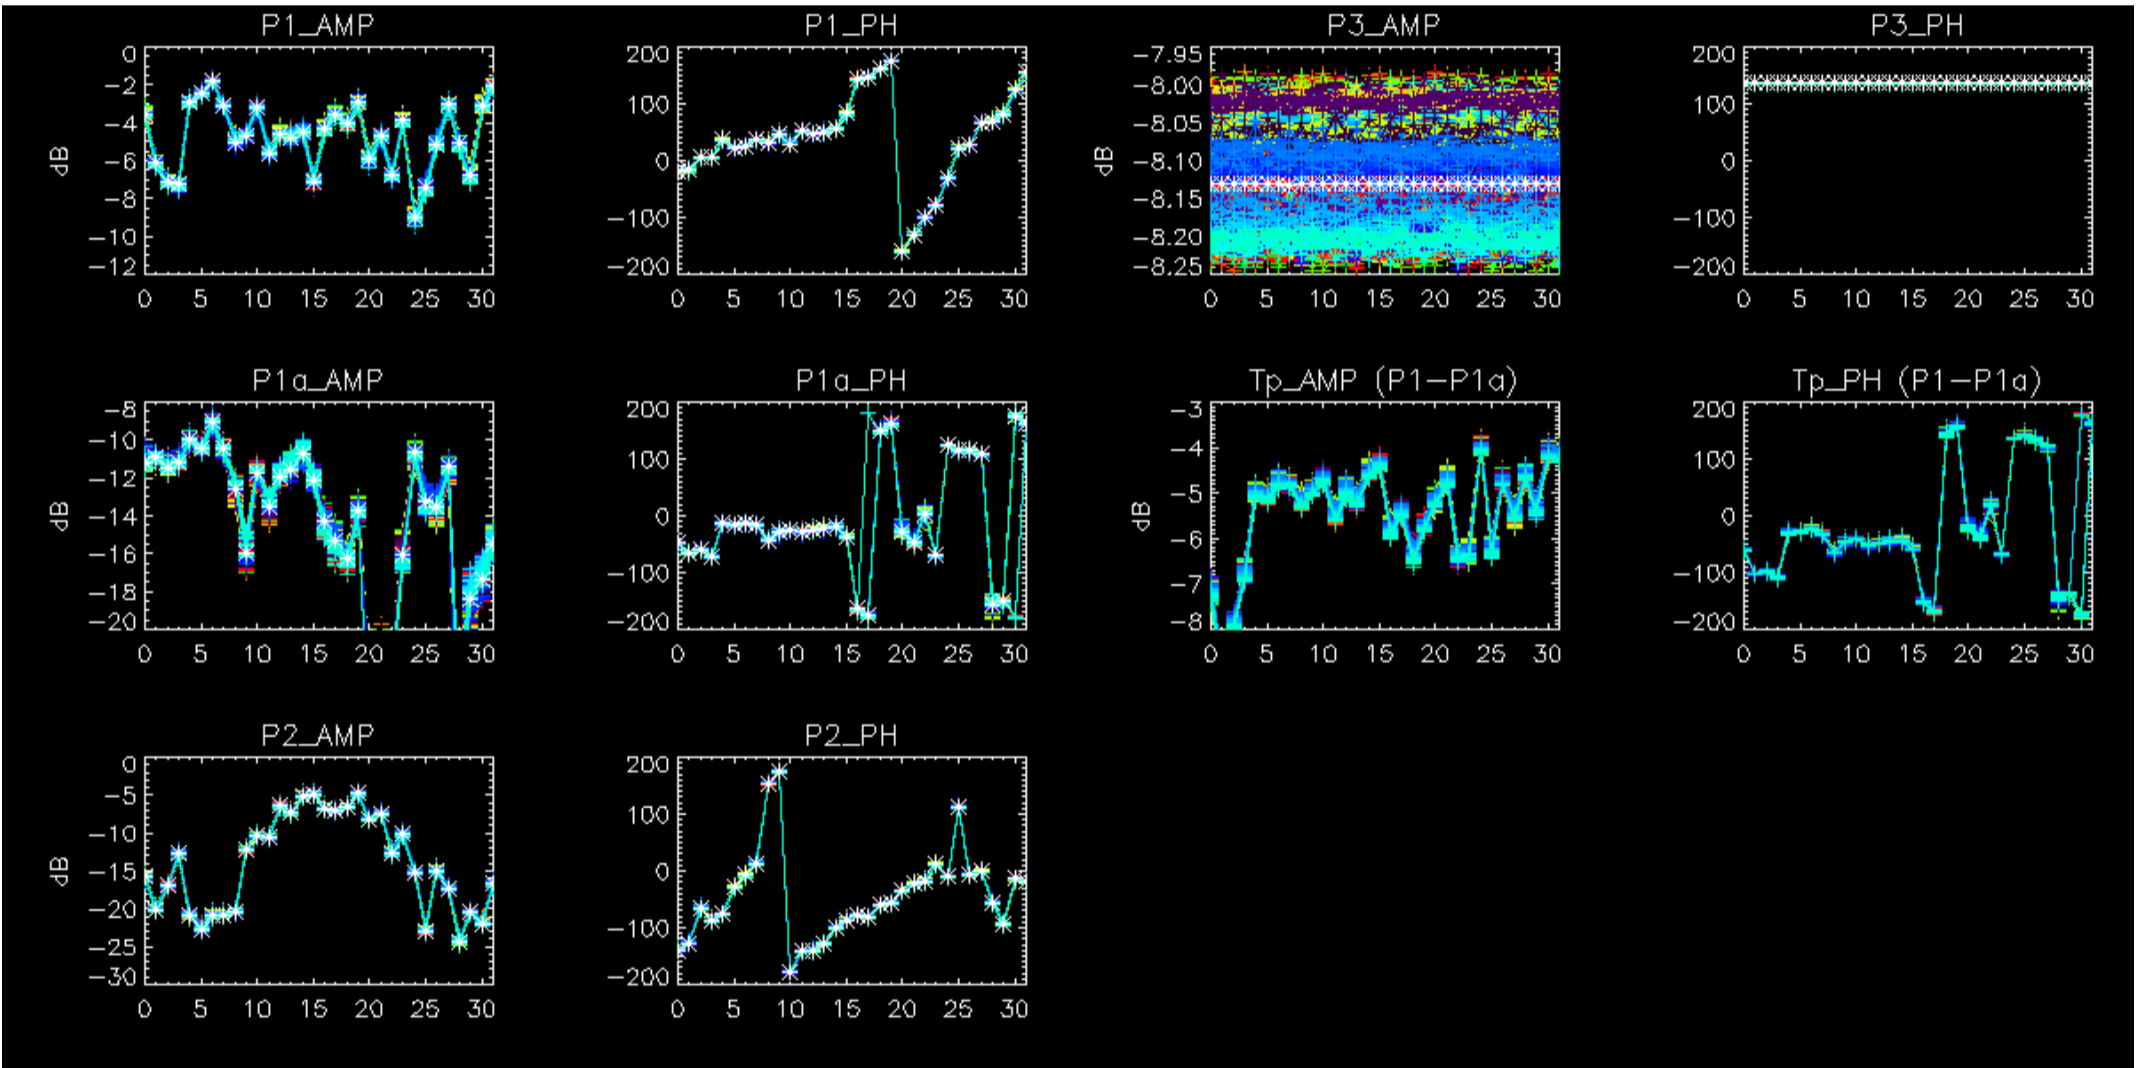 P1_AMP
0
−2
−4
−6
−8
−10
−12
dB
0 5 10 15 20 25 30
P1_PH
200
100
0
−100
−200
0 5 10 15 20 25 30
P3_AMP
−7.95
−8.00
−8.05
−8.10
−8.15
−8.20
−8.25
dB
0 5 10 15 20 25 30
P3_PH
200
100
0
−100
−200
0 5 10 15 20 25 30
P1a_AMP
−8
−10
−12
−14
−16
−18
−20
dB
0 5 10 15 20 25 30
P1a_PH
200
100
0
−100
−200
0 5 10 15 20 25 30
Tp_AMP (P1−P1a)
−3
−4
−5
−6
−7
−8
dB
0 5 10 15 20 25 30
Tp_PH (P1−P1a)
200
100
0
−100
−200
0 5 10 15 20 25 30
P2_AMP
0
−5
−10
−15
−20
−25
−30
dB
0 5 10 15 20 25 30
P2_PH
200
100
0
−100
−200
0 5 10 15 20 25 30